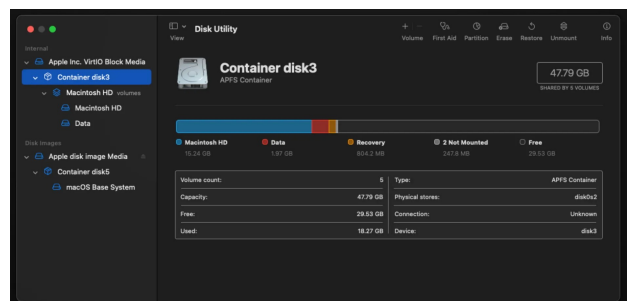 Disk Utility
View
Volume
First Aid
Partition
Erase
Restore
Unmount
Info
Internal
Apple Inc. VirtIO Block Media
Container disk3
Macintosh HD volumes
Macintosh HD
Data
Disk Images
Apple disk image Media
Container disk5
macOS Base System
Container disk3
APFS Container
47.79 GB
SHARED BY 5 VOLUMES
Macintosh HD
15.24 GB
Data
1.97 GB
Recovery
804.2 MB
2 Not Mounted
247.9 MB
Free
29.53 GB
Volume count: 5
Capacity: 47.79 GB
Free: 29.53 GB
Used: 18.27 GB
Type: APFS Container
Physical stores: disk0s2
Connection: Unknown
Device: disk3